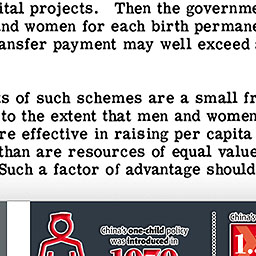 ital projects. Then the governme
nd women for each birth permane
ansfer payment may well exceed
s of such schemes are a small fr
to the extent that men and women
re effective in raising per capita
than are resources of equal value
Such a factor of advantage should
China's one-child policy
was introduced in
1979
China's
1.